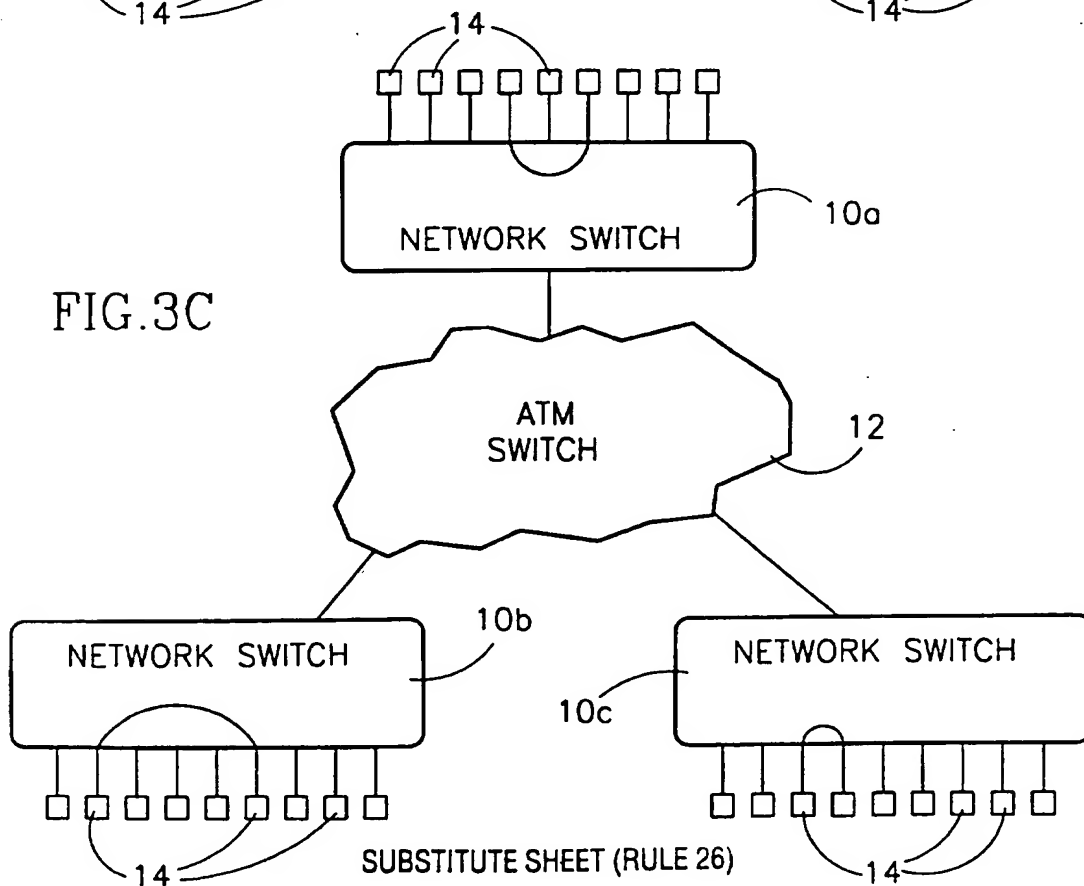 14
14
14
10a
NETWORK SWITCH
FIG.3C
ATM
SWITCH
12
10b
NETWORK SWITCH
NETWORK SWITCH
10c
14
SUBSTITUTE SHEET (RULE 26)
14